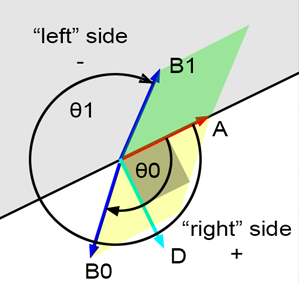 “left” side
-
B1
θ1
A
θ0
“right” side
+
D
B0